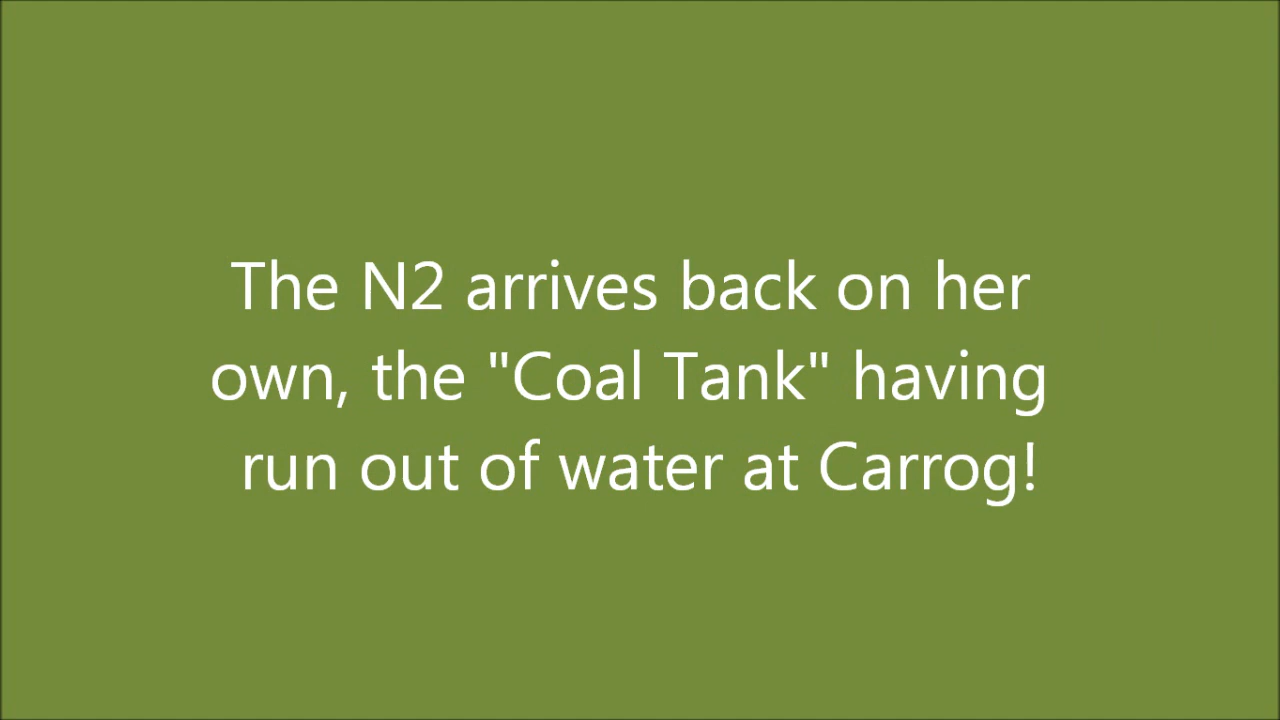 The N2 arrives back on her
own, the "Coal Tank" having
run out of water at Carrog!